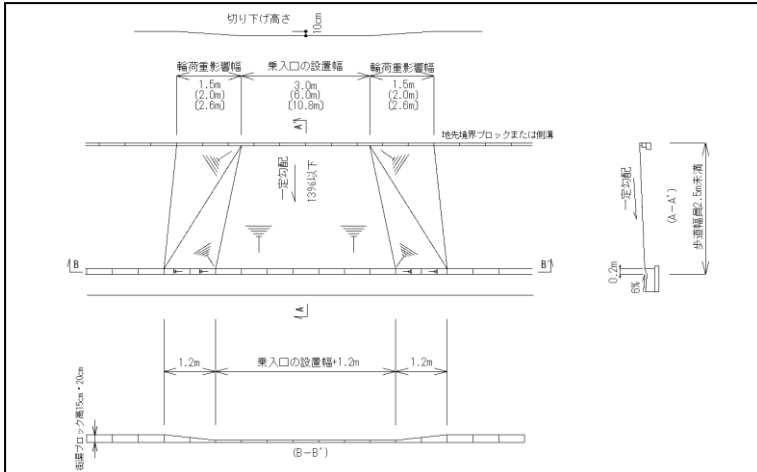 切り下げ高さ
10cm
輪荷重影響幅
乗入口の設置幅
輪荷重影響幅
1.5m
(2.0m)
[2.6m]
3.0m
(6.0m)
[10.8m]
1.5m
(2.0m)
[2.6m]
A'
地先境界ブロックまたは側溝
一定勾配
13%以下
一定勾配
(A-A')
歩道幅員2.5m未満
B
B'
0.2m
6%
A
1.2m
乗入口の設置幅+1.2m
1.2m
街渠ブロック高15cm・20cm
(B-B')